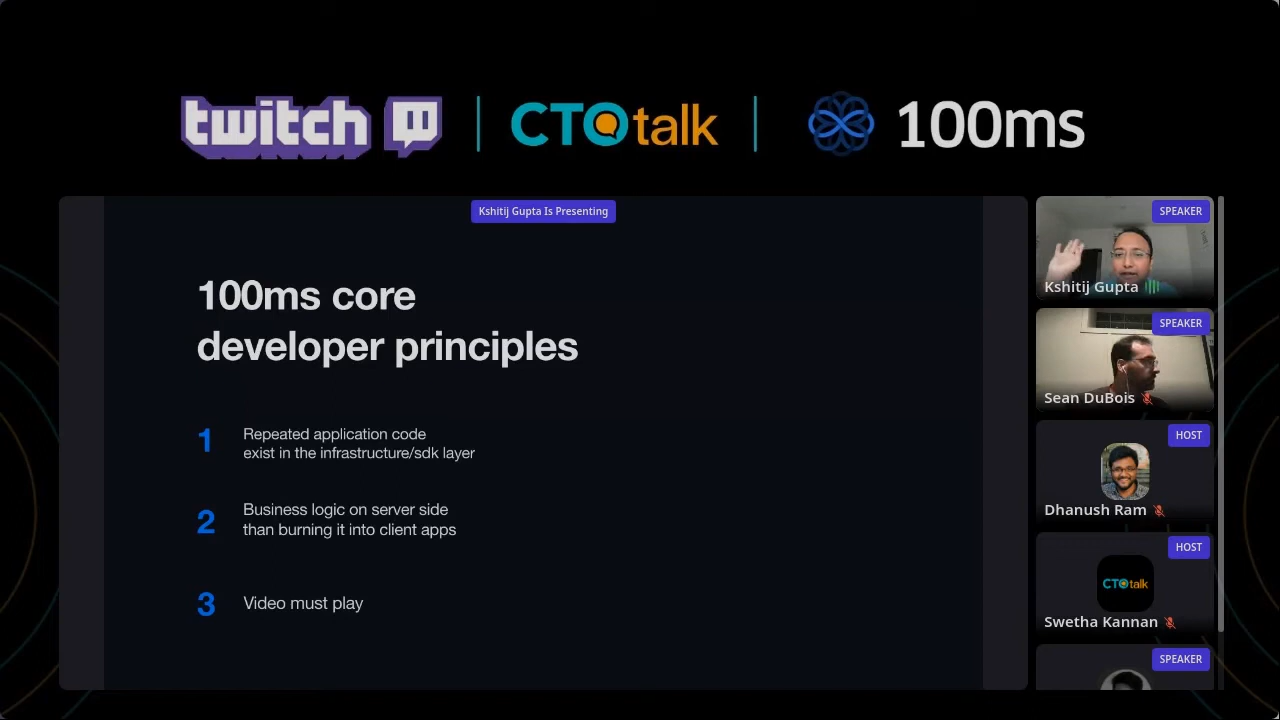 twitch
CTOtalk
100ms
Kshitij Gupta Is Presenting
100ms core
developer principles
1
Repeated application code
exist in the infrastructure/sdk layer
2
Business logic on server side
than burning it into client apps
3
Video must play
SPEAKER
Kshitij Gupta
SPEAKER
Sean DuBois
HOST
Dhanush Ram
HOST
CTOtalk
Swetha Kannan
SPEAKER